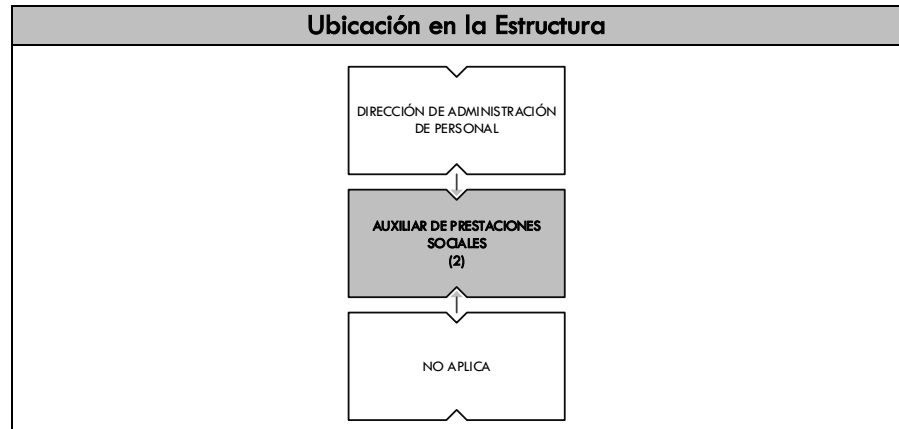 Ubicación en la Estructura
DIRECCIÓN DE ADMINISTRACIÓN
DE PERSONAL
AUXILIAR DE PRESTACIONES
SOCIALES
(2)
NO APLICA